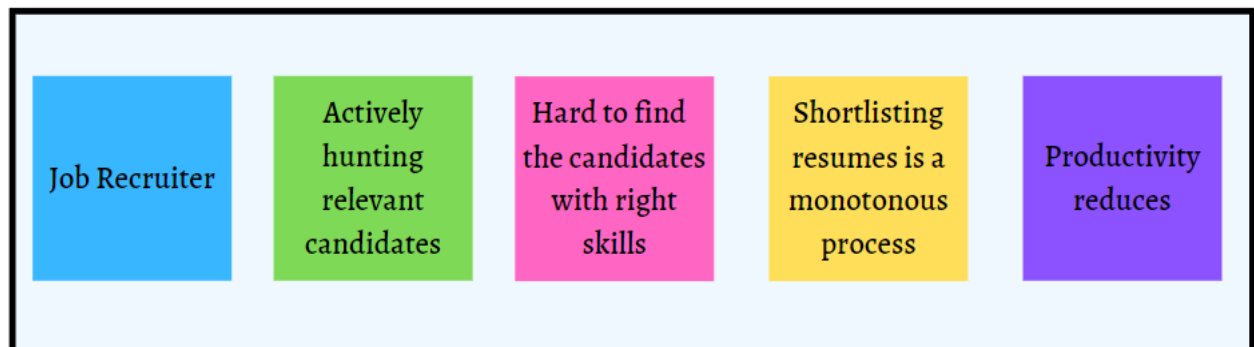 Job Recruiter
Actively
hunting
relevant
candidates
Hard to find
the candidates
with right
skills
Shortlisting
resumes is a
monotonous
process
Productivity
reduces